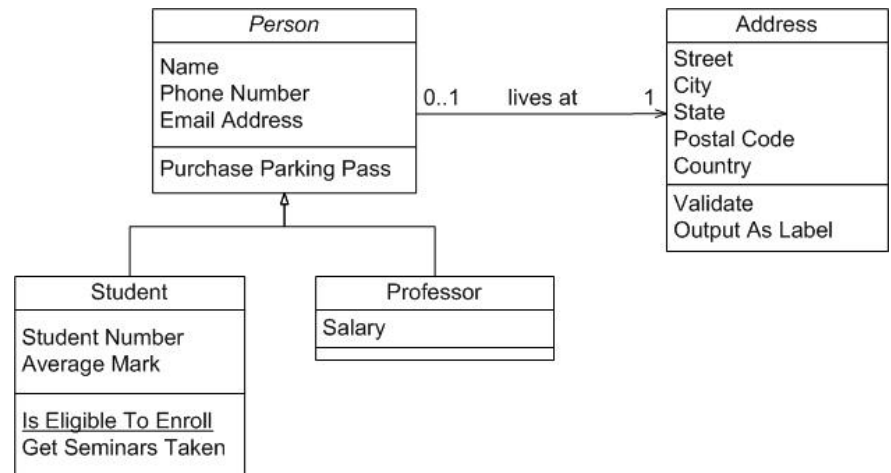 Person
Name
Phone Number
Email Address
Purchase Parking Pass
0..1 lives at 1
Address
Street
City
State
Postal Code
Country
Validate
Output As Label
Student
Student Number
Average Mark
Is Eligible To Enroll
Get Seminars Taken
Professor
Salary